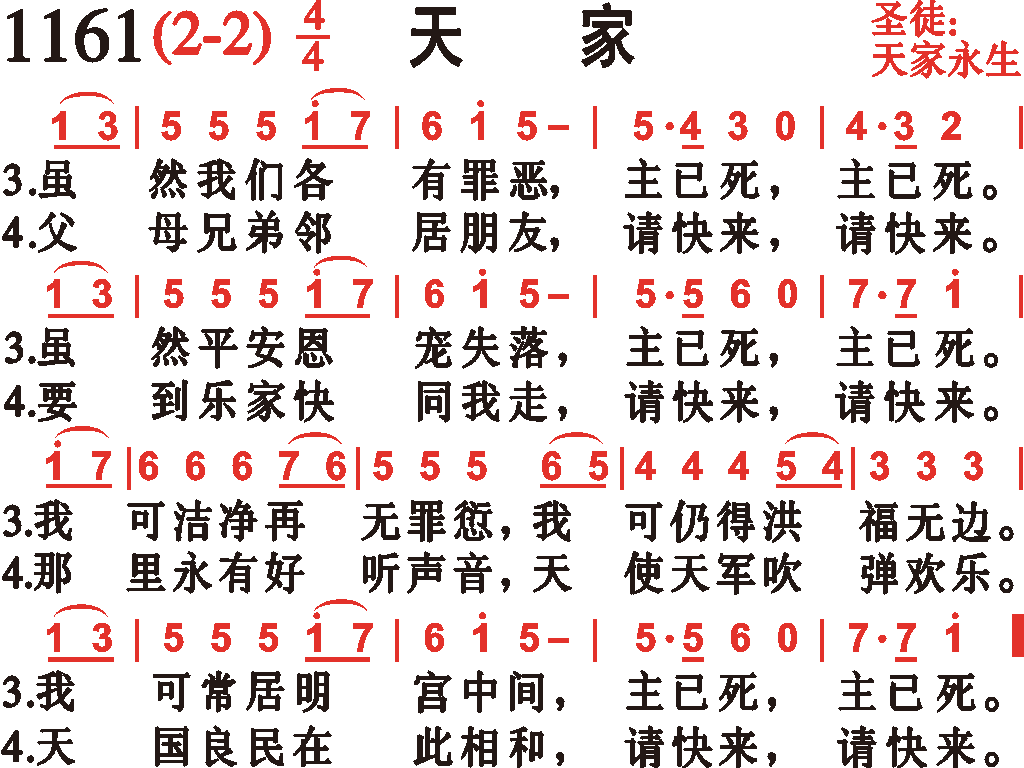 1161(2-2) 4/4 天 家 圣徒:
天家永生
1 3 | 5 5 5 i 7 | 6 i 5 – | 5·4 3 0 | 4·3 2 |
3.虽 然我们各 有罪恶, 主已死, 主已死。
4.父 母兄弟邻 居朋友, 请快来, 请快来。
1 3 | 5 5 5 i 7 | 6 i 5 – | 5·5 6 0 | 7·7 i |
3.虽 然平安恩 宠失落, 主已死, 主已死。
4.要 到乐家快 同我走, 请快来, 请快来。
i 7 | 6 6 6 7 6 | 5 5 5 6 5 | 4 4 4 5 4 | 3 3 3 |
3.我 可洁净再 无罪愆,我 可仍得洪 福无边。
4.那 里永有好 听声音,天 使天军吹 弹欢乐。
1 3 | 5 5 5 i 7 | 6 i 5 – | 5·5 6 0 | 7·7 i
3.我 可常居明 宫中间, 主已死, 主已死。
4.天 国良民在 此相和, 请快来, 请快来。